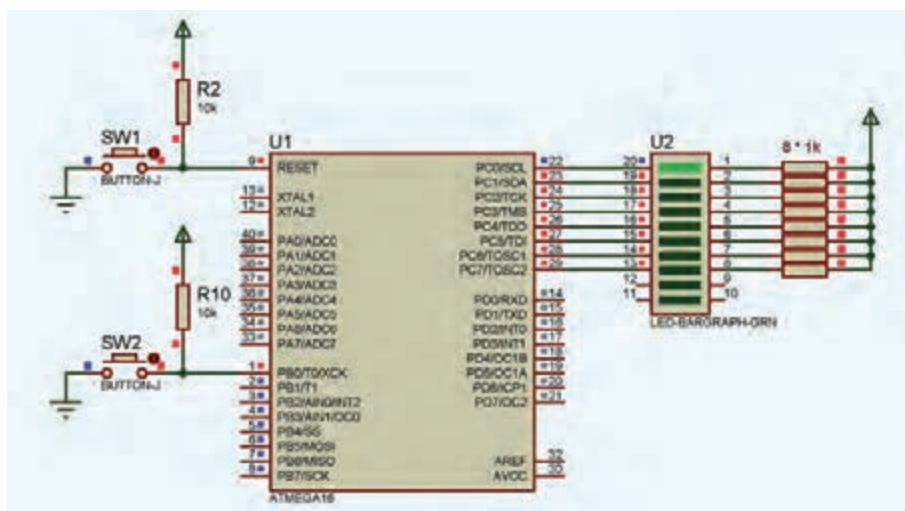 R2
10k
SW1
BUTTON-J
R10
10k
SW2
BUTTON-J
U1
9 RESET
13 XTAL1
12 XTAL2
40 PA0/ADC0
39 PA1/ADC1
38 PA2/ADC2
37 PA3/ADC3
36 PA4/ADC4
35 PA5/ADC5
34 PA6/ADC6
33 PA7/ADC7
1 PB0/T0/XCK
2 PB1/T1
3 PB2/AIN0/INT2
4 PB3/AIN1/OC0
5 PB4/SS
6 PB5/MOSI
7 PB6/MISO
8 PB7/SCK
PC0/SCL 22
PC1/SDA 23
PC2/TCK 24
PC3/TMS 25
PC4/TDO 26
PC5/TDI 27
PC6/TOSC1 28
PC7/TOSC2 29
PD0/RXD 14
PD1/TXD 15
PD2/INT0 16
PD3/INT1 17
PD4/OC1B 18
PD5/OC1A 19
PD6/ICP1 20
PD7/OC2 21
AREF 32
AVCC 30
ATMEGA16
U2
20 1
19 2
18 3
17 4
16 5
15 6
14 7
13 8
12 9
11 10
LED-BARGRAPH-GRN
8 * 1k